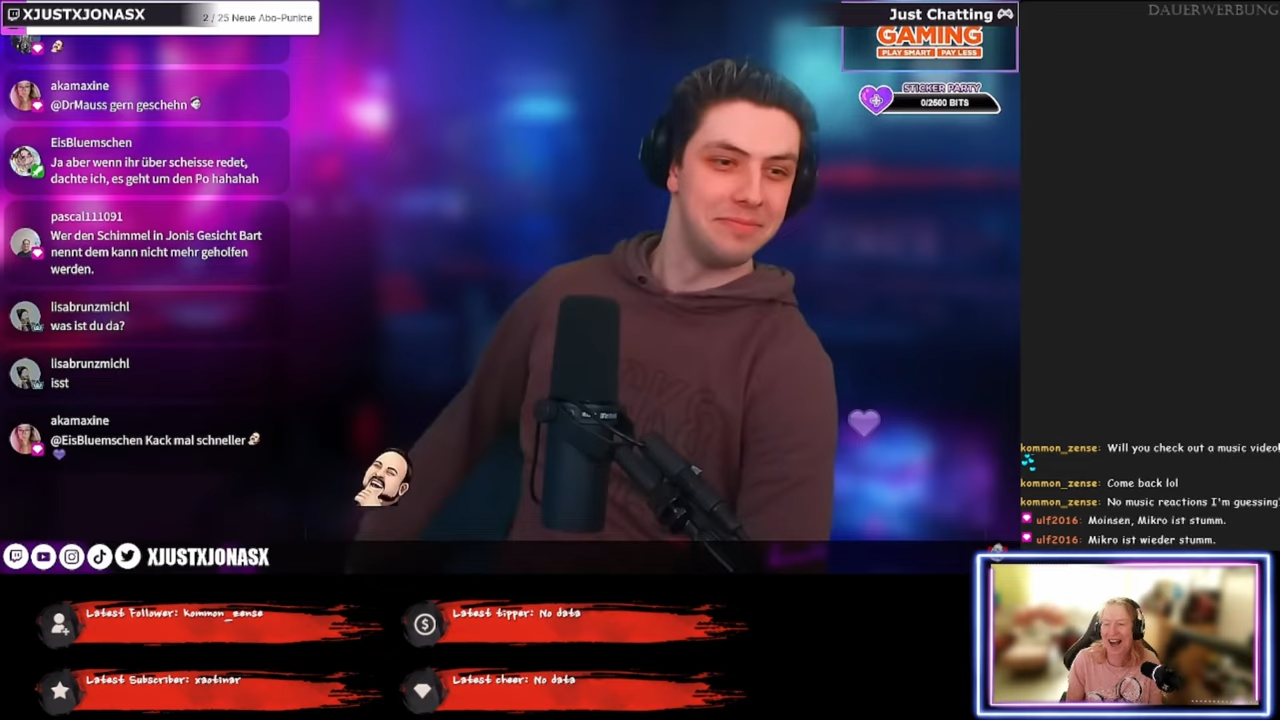 XJUSTXJONASX
2 / 25 Neue Abo-Punkte
Just Chatting
DAUERWERBUNG
GAMING
PLAY SMART PAY LESS
STICKER PARTY
0/2500 BITS
akamaxine
@DrMauss gern geschehn
EisBluemschen
Ja aber wenn ihr über scheisse redet,
dachte ich, es geht um den Po hahahah
pascal111091
Wer den Schimmel in Jonis Gesicht Bart
nennt dem kann nicht mehr geholfen
werden.
lisabrunzmichl
was ist du da?
lisabrunzmichl
isst
akamaxine
@EisBluemschen Kack mal schneller
kommon_zense: Will you check out a music video
kommon_zense: Come back lol
kommon_zense: No music reactions I'm guessing?
ulf2016: Moinsen, Mikro ist stumm.
ulf2016: Mikro ist wieder stumm.
XJUSTXJONASX
Latest Follower: Kommon_zense
Latest tipper: No data
Latest Subscriber: xaotinar
Latest cheer: No data